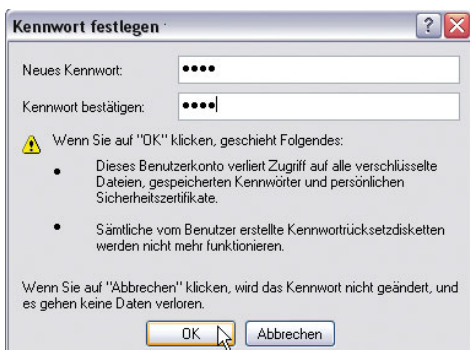 Kennwort festlegen
Neues Kennwort: ••••
Kennwort bestätigen: ••••
Wenn Sie auf "OK" klicken, geschieht Folgendes:
• Dieses Benutzerkonto verliert Zugriff auf alle verschlüsselte
Dateien, gespeicherten Kennwörter und persönlichen
Sicherheitszertifikate.
• Sämtliche vom Benutzer erstellte Kennwortrücksetzdisketten
werden nicht mehr funktionieren.
Wenn Sie auf "Abbrechen" klicken, wird das Kennwort nicht geändert, und
es gehen keine Daten verloren.
OK Abbrechen